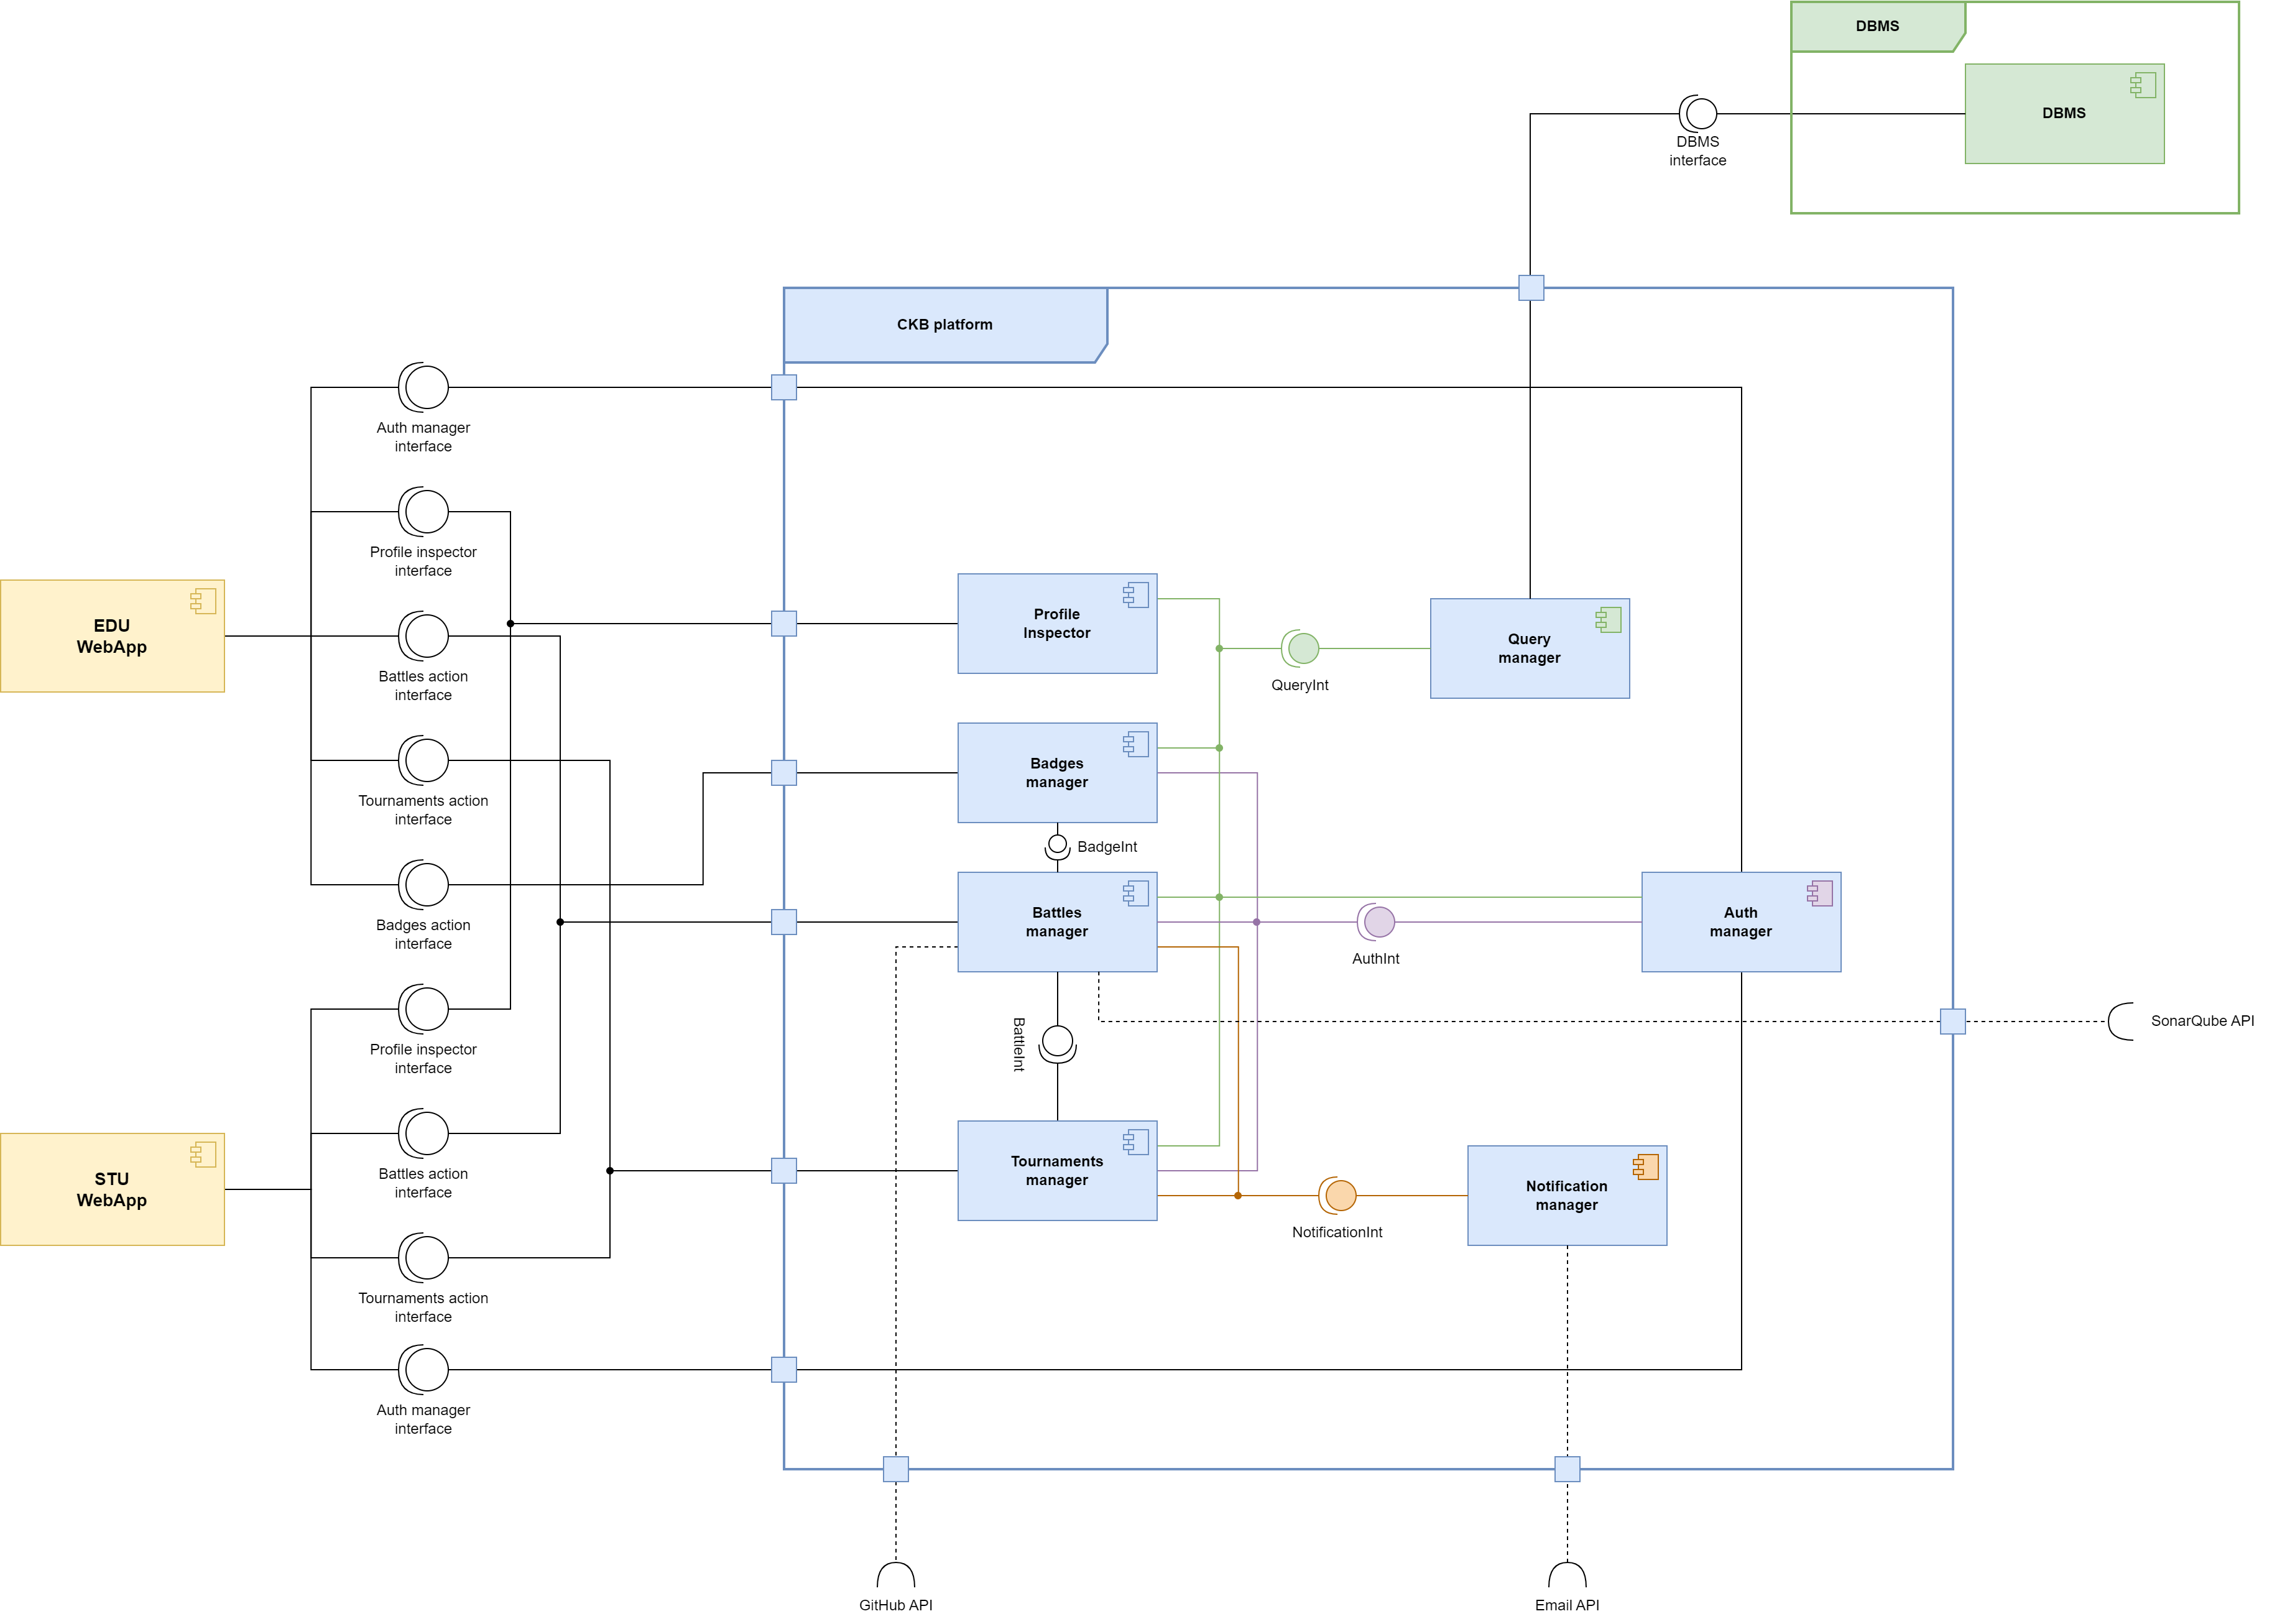 DBMS
DBMS
DBMS
interface
CKB platform
Auth manager
interface
Profile inspector
interface
EDU
WebApp
Battles action
interface
Tournaments action
interface
Badges action
interface
Profile
Inspector
QueryInt
Query
manager
Badges
manager
BadgeInt
Battles
manager
AuthInt
Auth
manager
Profile inspector
interface
BattleInt
SonarQube API
STU
WebApp
Battles action
interface
Tournaments
manager
NotificationInt
Notification
manager
Tournaments action
interface
Auth manager
interface
GitHub API
Email API